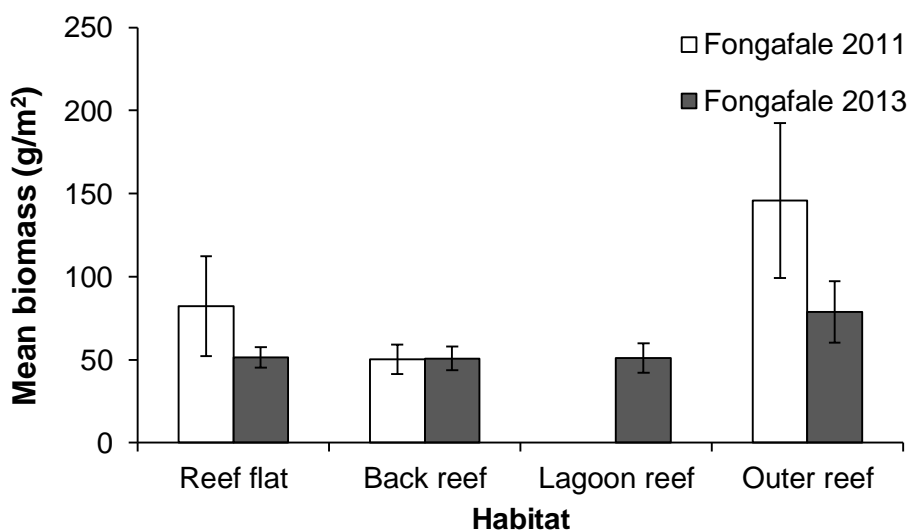 250
200
150
100
50
0
Mean biomass (g/m²)
Fongafale 2011
Fongafale 2013
Reef flat Back reef Lagoon reef Outer reef
Habitat